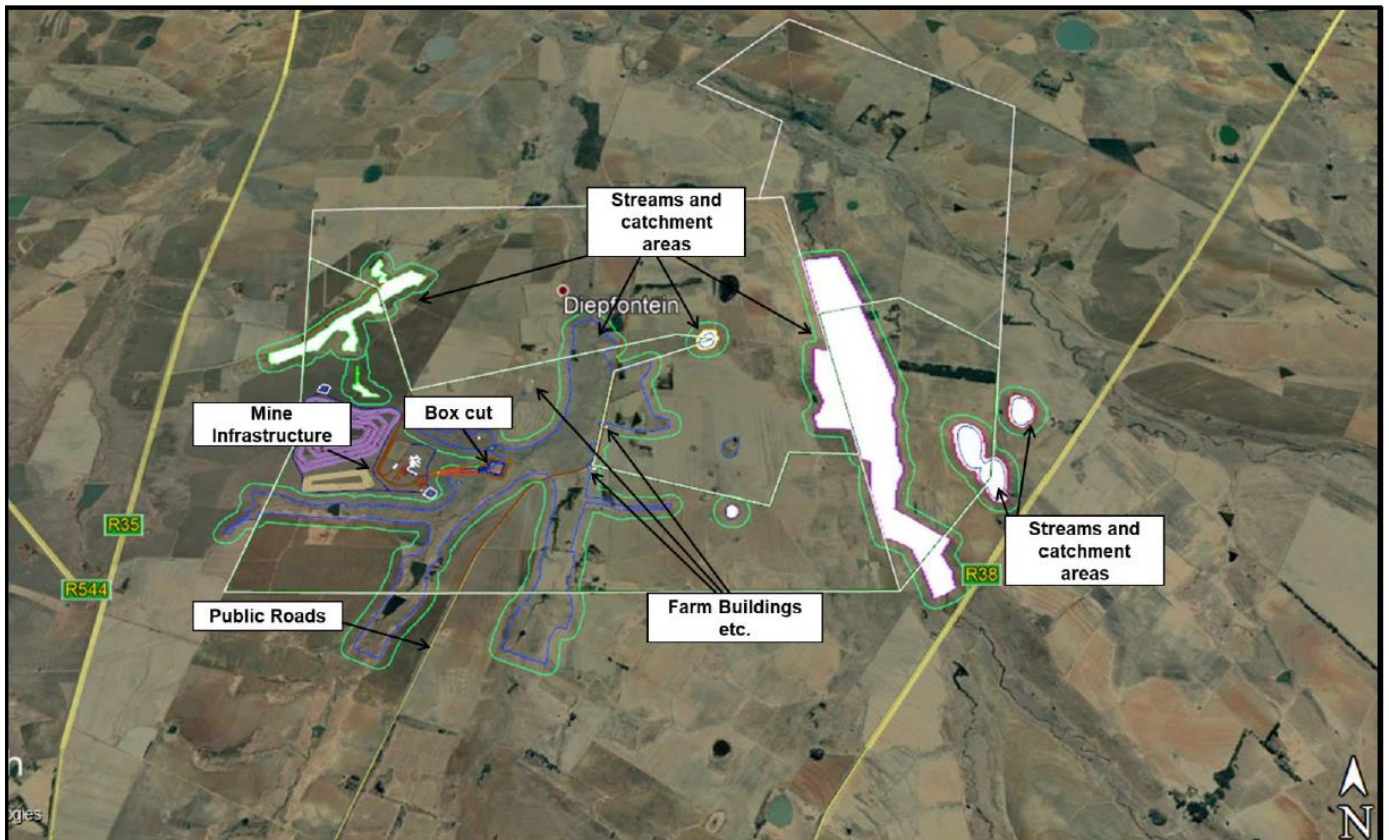 Streams and
catchment
areas
Diepfontein
Mine
Infrastructure
Box cut
R35
R544
Public Roads
Farm Buildings
etc.
R38
Streams and
catchment
areas
N